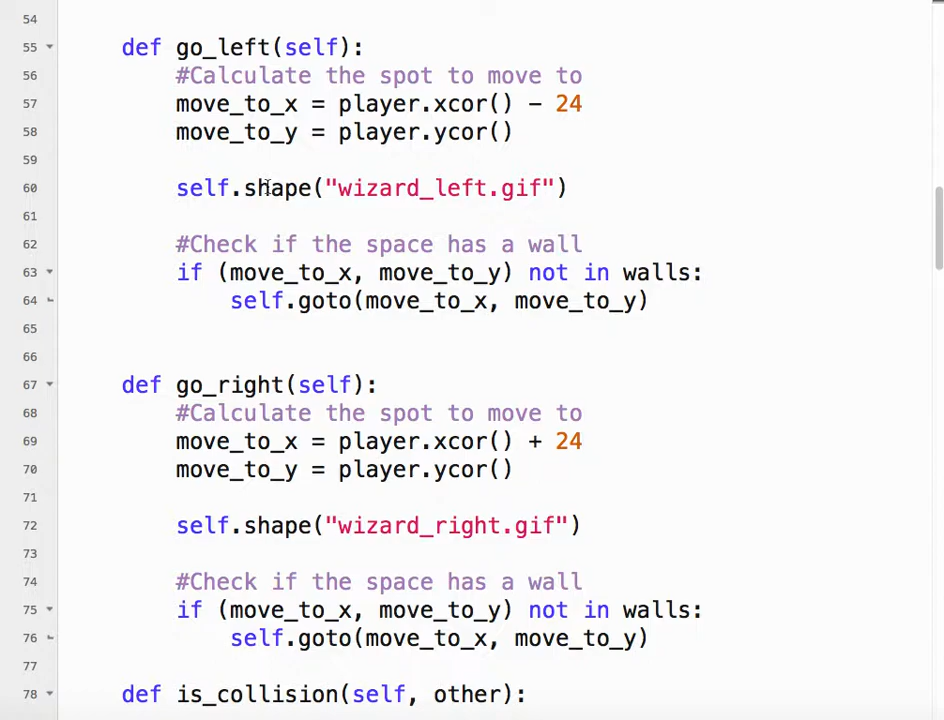 54
55 def go_left(self):
56 #Calculate the spot to move to
57 move_to_x = player.xcor() - 24
58 move_to_y = player.ycor()
59
60 self.shape("wizard_left.gif")
61
62 #Check if the space has a wall
63 if (move_to_x, move_to_y) not in walls:
64 self.goto(move_to_x, move_to_y)
65
66
67 def go_right(self):
68 #Calculate the spot to move to
69 move_to_x = player.xcor() + 24
70 move_to_y = player.ycor()
71
72 self.shape("wizard_right.gif")
73
74 #Check if the space has a wall
75 if (move_to_x, move_to_y) not in walls:
76 self.goto(move_to_x, move_to_y)
77
78 def is_collision(self, other):